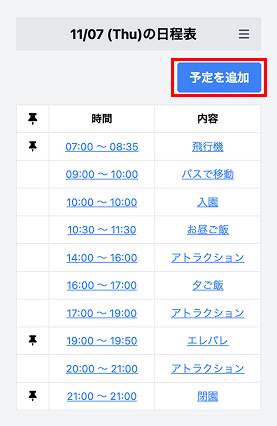 11/07 (Thu)の日程表
予定を追加
時間 内容
07:00 〜 08:35 飛行機
09:00 〜 10:00 バスで移動
10:00 〜 10:00 入園
10:30 〜 11:30 お昼ご飯
14:00 〜 16:00 アトラクション
16:00 〜 17:00 夕ご飯
17:00 〜 19:00 アトラクション
19:00 〜 19:50 エレパレ
20:00 〜 21:00 アトラクション
21:00 〜 21:00 閉園